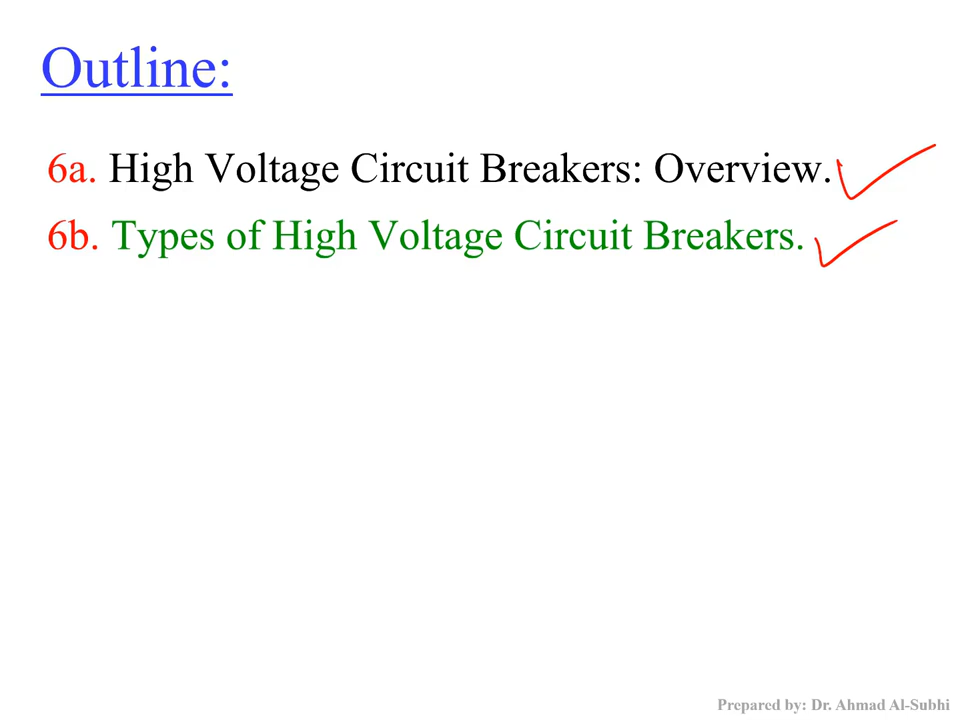 Outline:
6a. High Voltage Circuit Breakers: Overview.
6b. Types of High Voltage Circuit Breakers.
Prepared by: Dr. Ahmad Al-Subhi